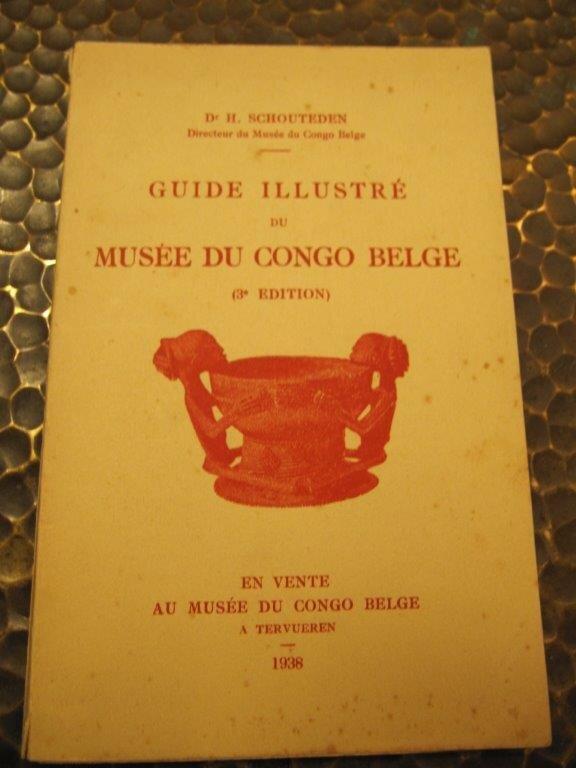 Dr H. SCHOUTEDEN
Directeur du Musée du Congo Belge
GUIDE ILLUSTRÉ
DU
MUSÉE DU CONGO BELGE
(3e EDITION)
EN VENTE
AU MUSÉE DU CONGO BELGE
A TERVUEREN
1938